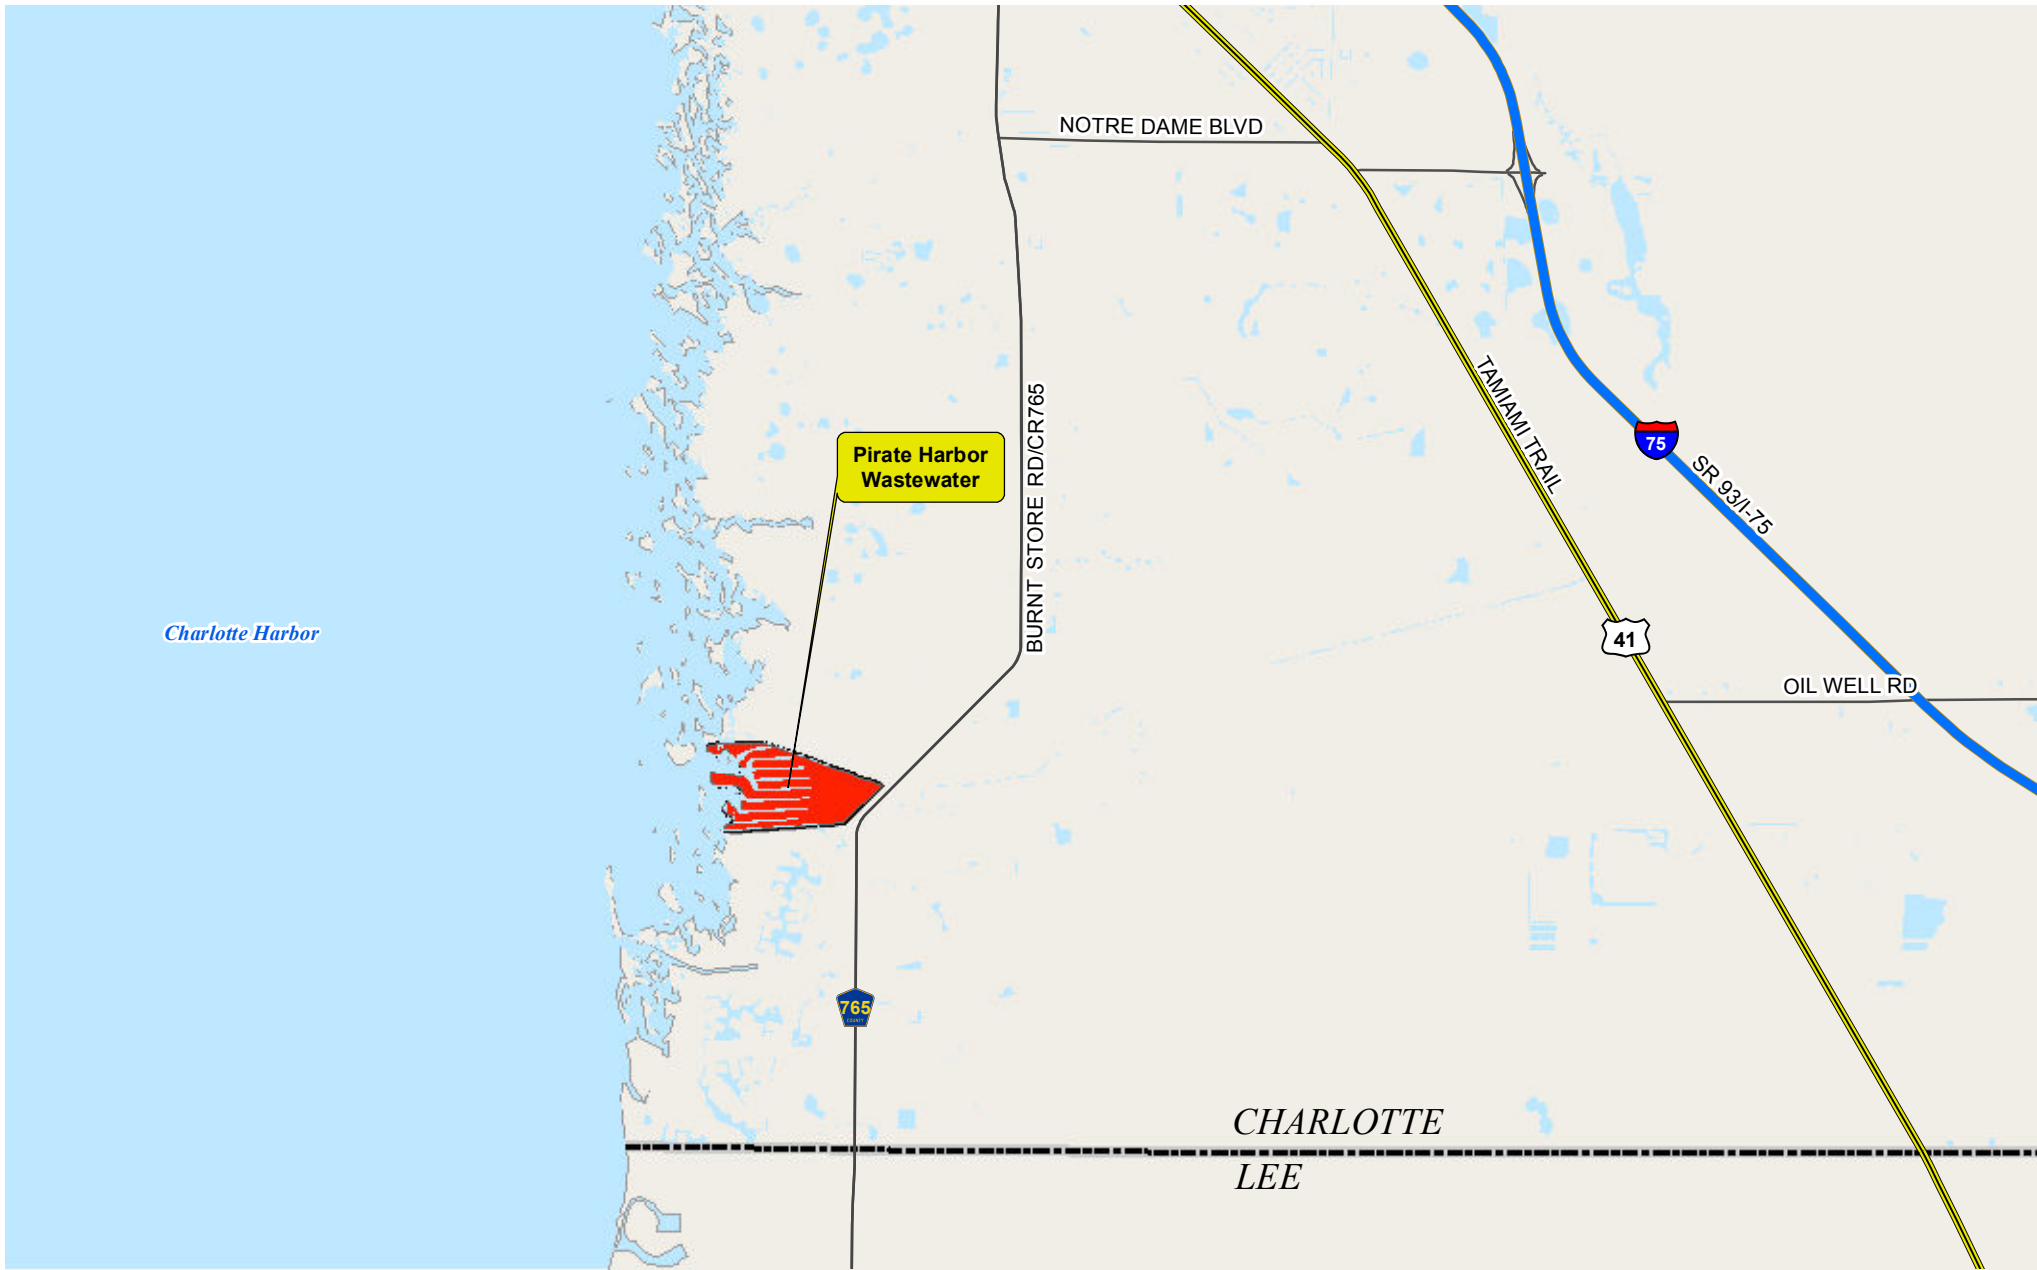 NOTRE DAME BLVD
BURNT STORE RD/CR765
TAMIAMI TRAIL
Pirate Harbor
Wastewater
75
SR 93/I-75
Charlotte Harbor
41
OIL WELL RD
765
COUNTY
CHARLOTTE
LEE